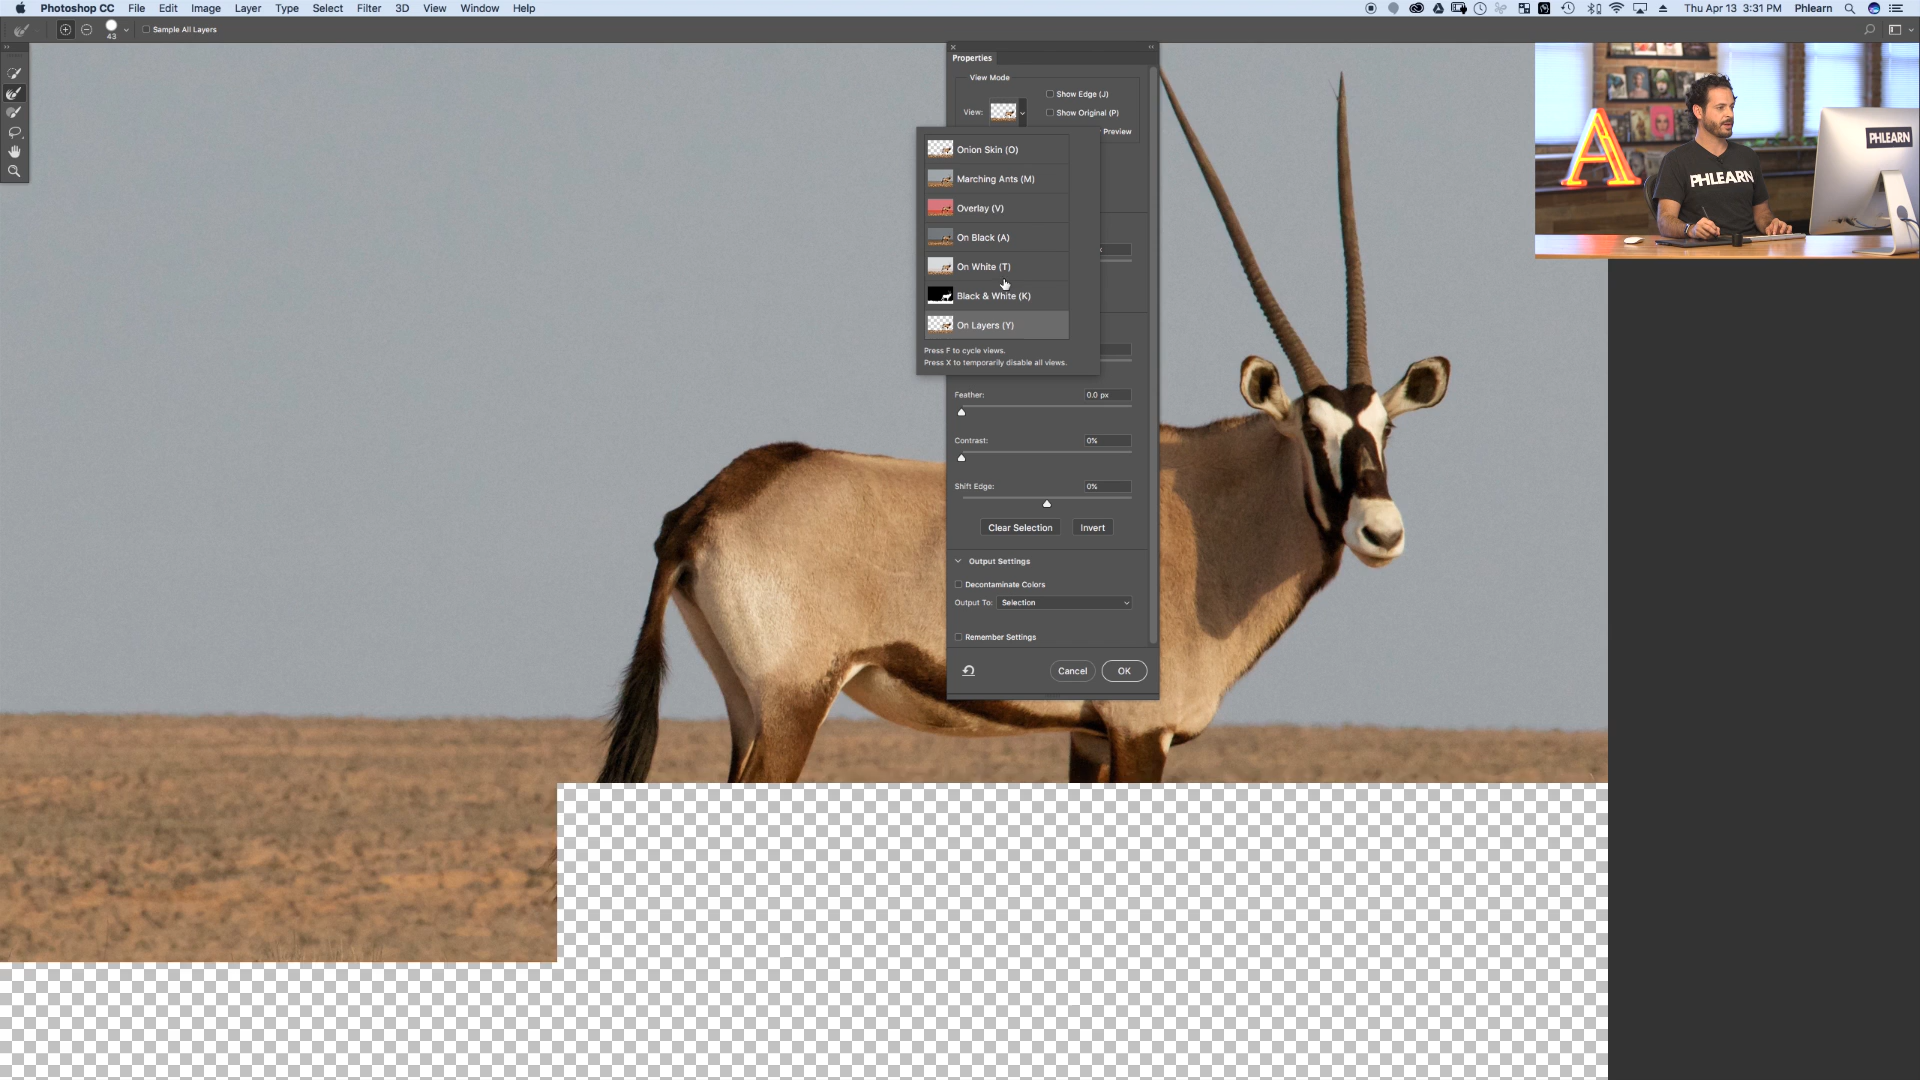 Photoshop CC File Edit Image Layer Type Select Filter 3D View Window Help Thu Apr 13 3:31 PM Phlearn
43 Sample All Layers
Properties
View Mode
Show Edge (J)
View: Show Original (P)
Preview
Onion Skin (O)
Marching Ants (M)
Overlay (V)
On Black (A)
On White (T)
Black & White (K)
On Layers (Y)
Press F to cycle views.
Press X to temporarily disable all views.
Feather: 0.0 px
Contrast: 0%
Shift Edge: 0%
Clear Selection Invert
Output Settings
Decontaminate Colors
Output To: Selection
Remember Settings
Cancel OK
A
PHLEARN
PHLEARN